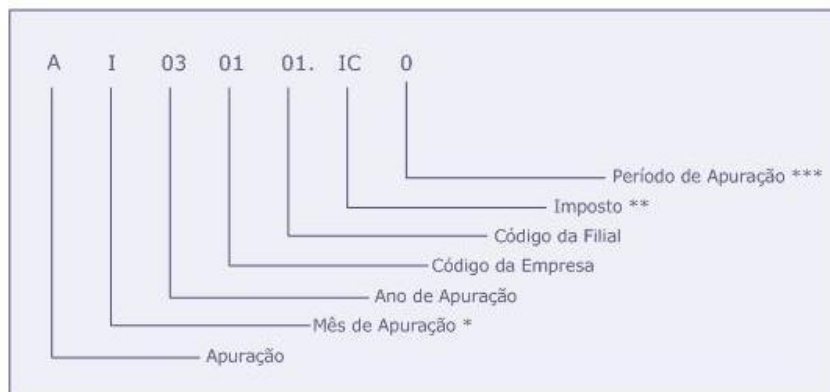 A I 03 01 01. IC 0
Período de Apuração ***
Imposto **
Código da Filial
Código da Empresa
Ano de Apuração
Mês de Apuração *
Apuração